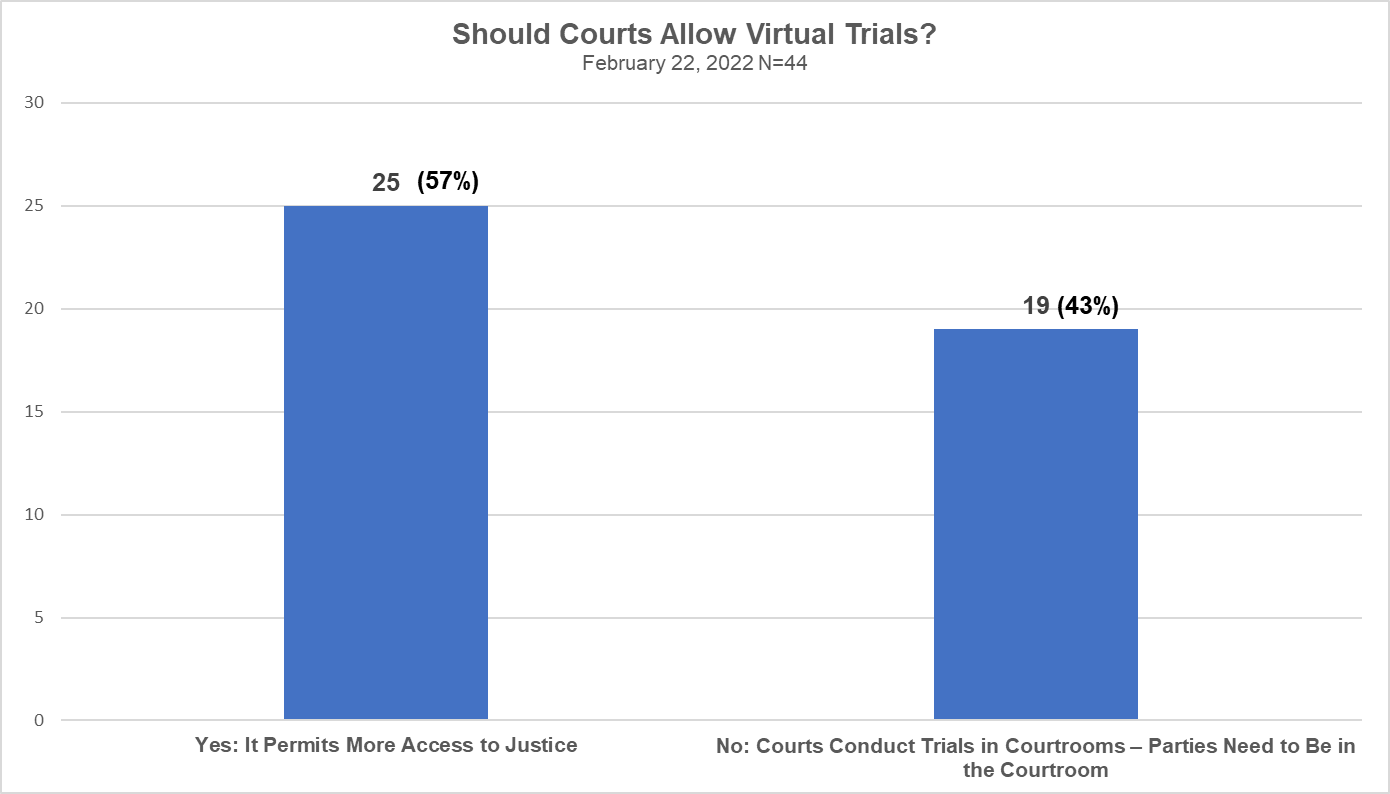 Should Courts Allow Virtual Trials?
February 22, 2022 N=44
30
25
20
15
10
5
0
25 (57%)
19 (43%)
Yes: It Permits More Access to Justice
No: Courts Conduct Trials in Courtrooms – Parties Need to Be in
the Courtroom